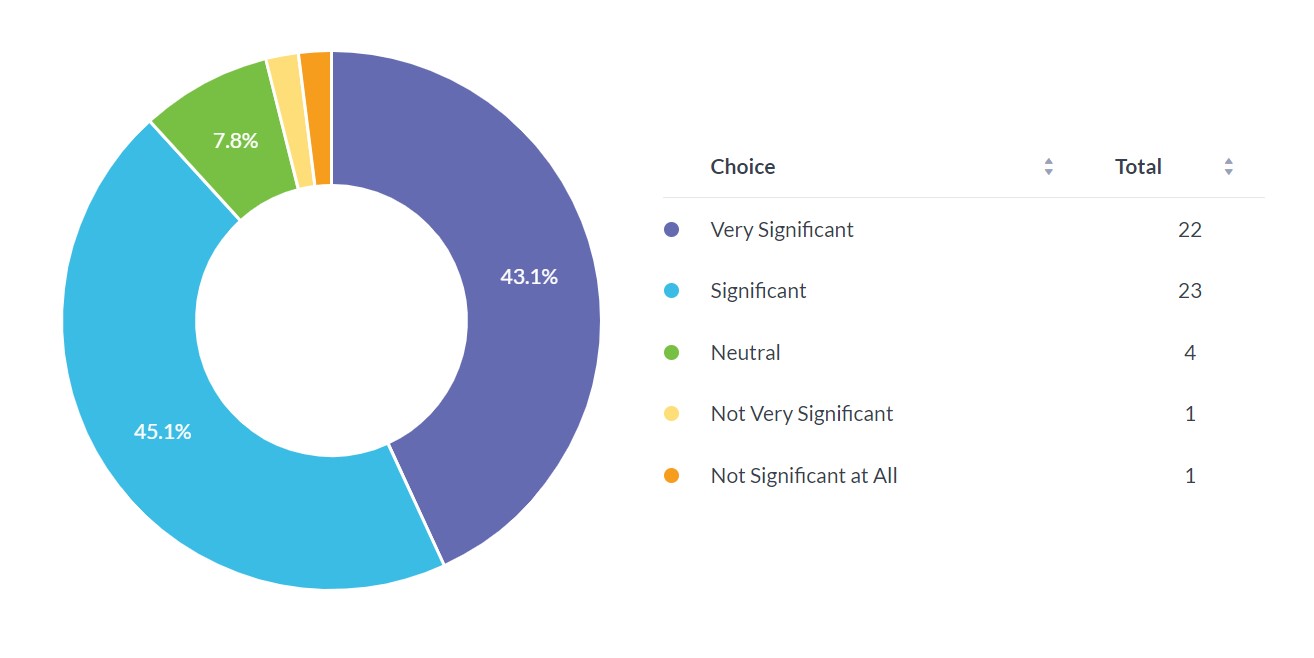 7.8%
43.1%
45.1%
Choice Total
Very Significant 22
Significant 23
Neutral 4
Not Very Significant 1
Not Significant at All 1